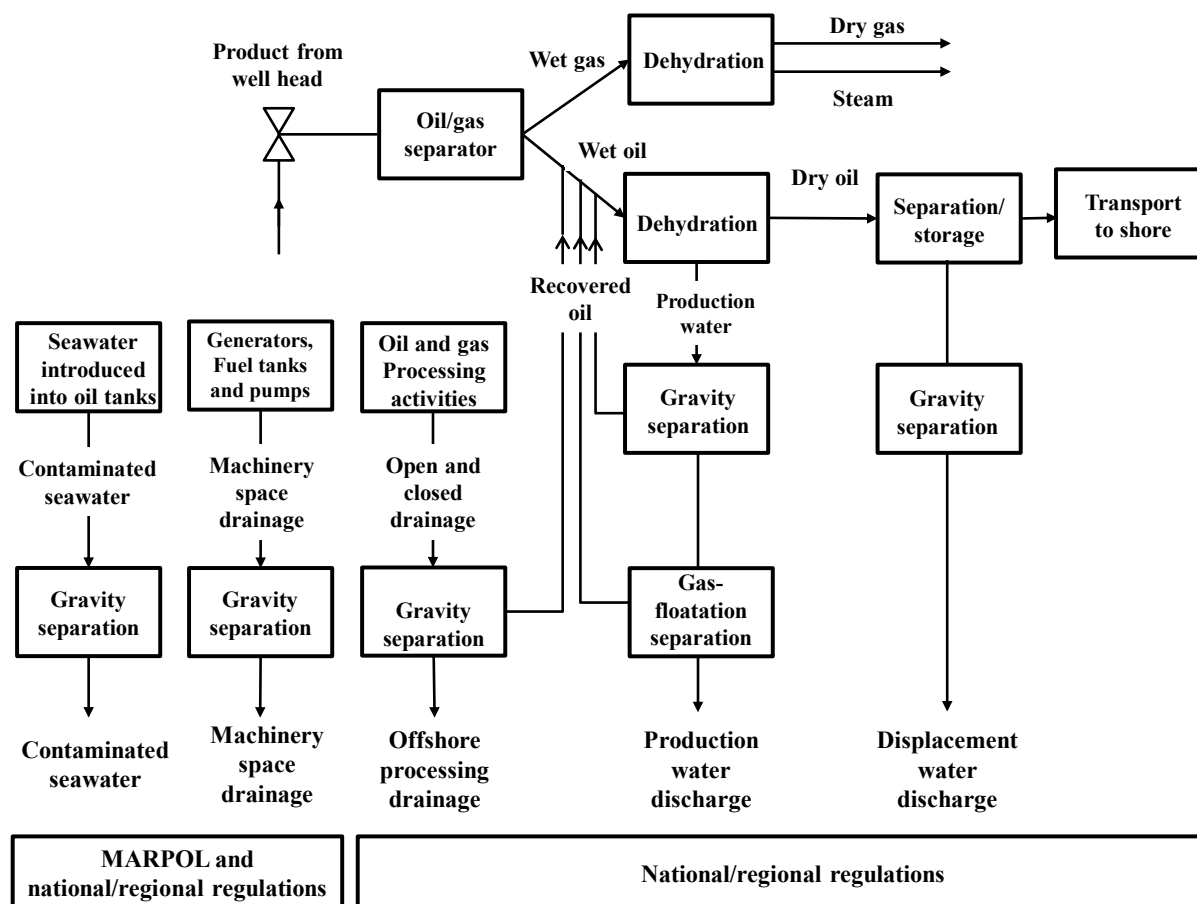 Product from
well head
Oil/gas
separator
Wet gas
Dehydration
Dry gas
Steam
Wet oil
Dehydration
Dry oil
Separation/
storage
Transport
to shore
Recovered
oil
Production
water
Seawater
introduced
into oil tanks
Generators,
Fuel tanks
and pumps
Oil and gas
Processing
activities
Gravity
separation
Gravity
separation
Contaminated
seawater
Machinery
space
drainage
Open and
closed
drainage
Gravity
separation
Gravity
separation
Gravity
separation
Gas-
floatation
separation
Contaminated
seawater
Machinery
space
drainage
Offshore
processing
drainage
Production
water
discharge
Displacement
water
discharge
MARPOL and
national/regional regulations
National/regional regulations